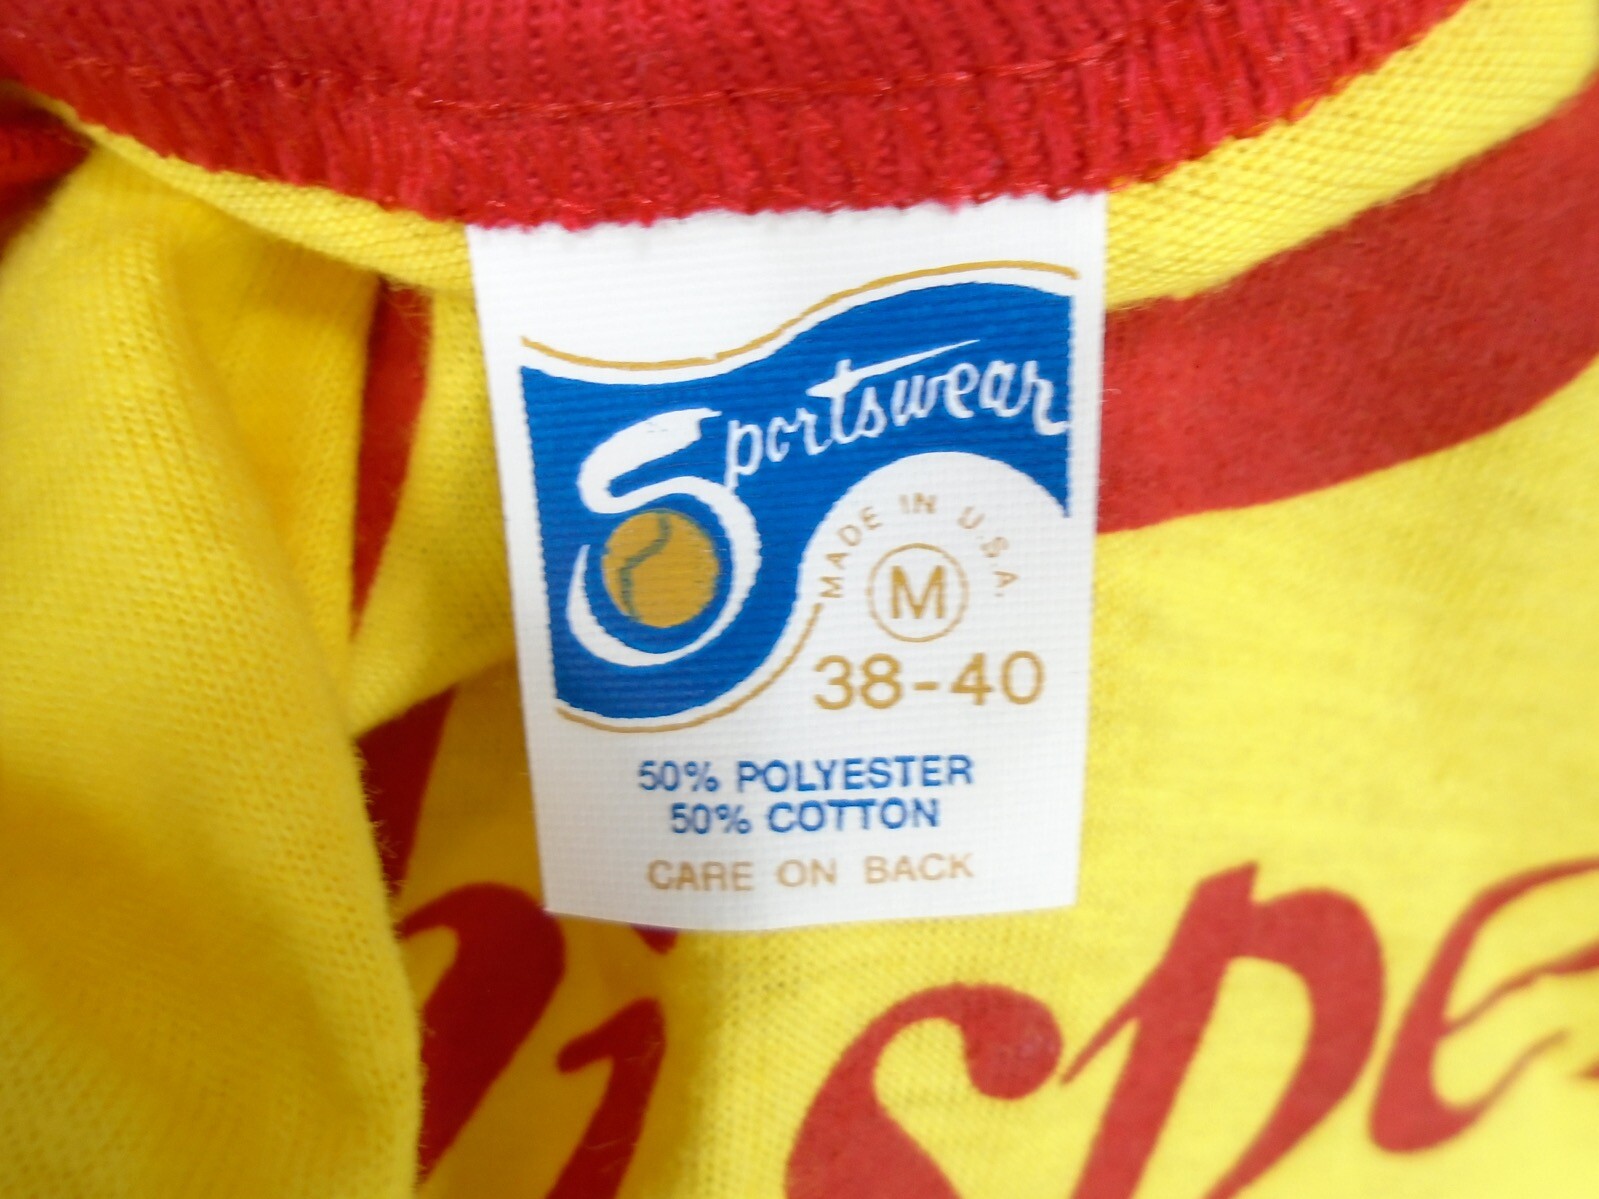 Sportswear
MADE IN U.S.A.
M
38-40
50% POLYESTER
50% COTTON
CARE ON BACK